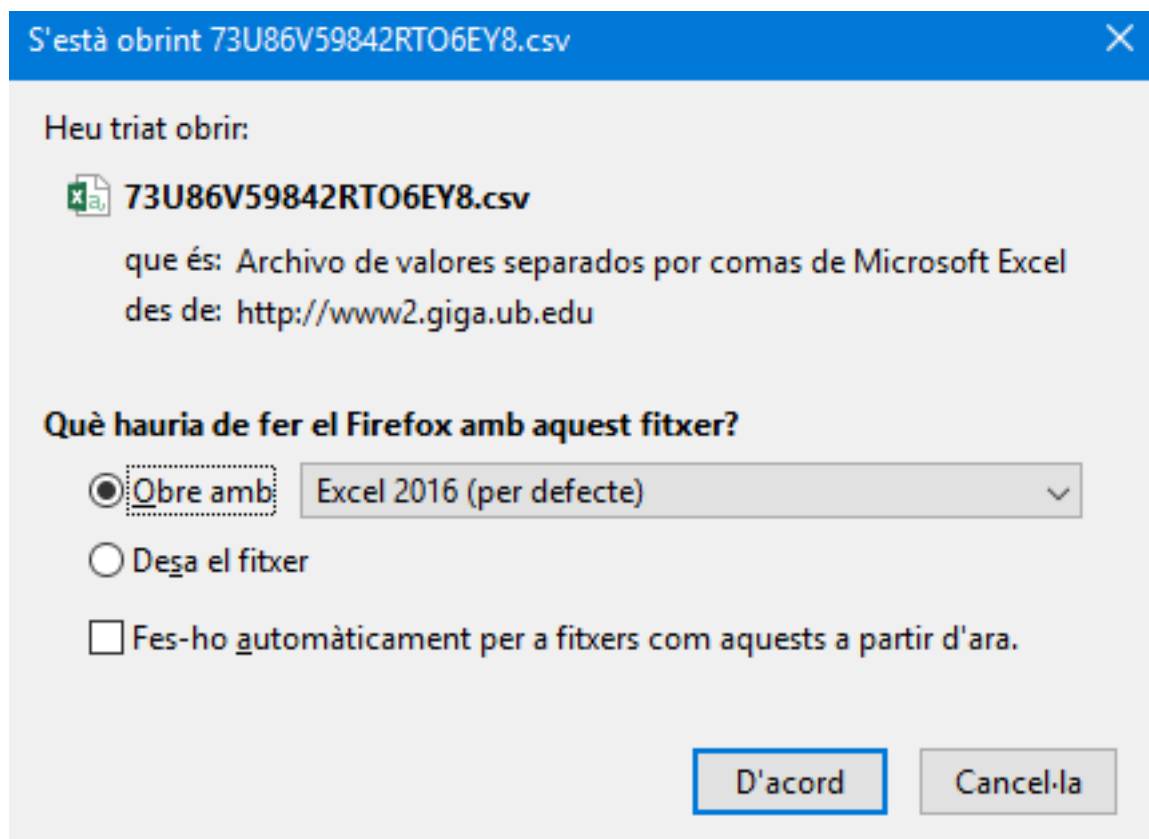 S'està obrint 73U86V59842RTO6EY8.csv
Heu triat obrir:
73U86V59842RTO6EY8.csv
que és: Archivo de valores separados por comas de Microsoft Excel
des de: http://www2.giga.ub.edu
Què hauria de fer el Firefox amb aquest fitxer?
Obre amb Excel 2016 (per defecte)
Desa el fitxer
Fes-ho automàticament per a fitxers com aquests a partir d'ara.
D'acord Cancel·la